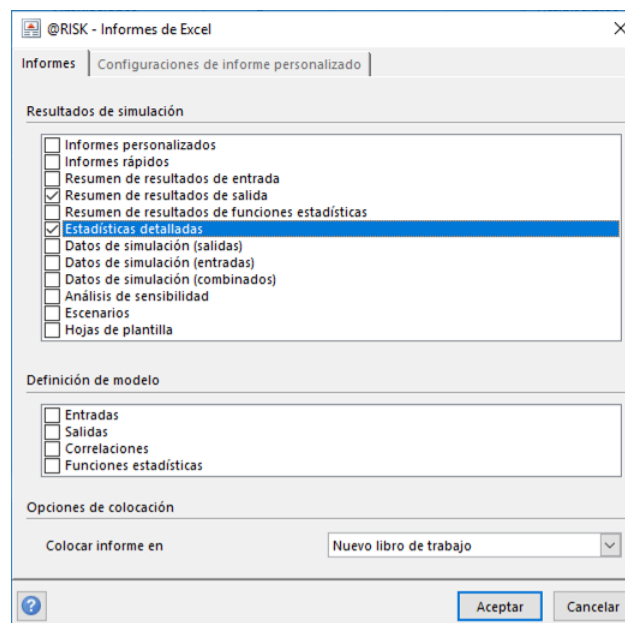 @RISK - Informes de Excel
Informes
Configuraciones de informe personalizado
Resultados de simulación
Informes personalizados
Informes rápidos
Resumen de resultados de entrada
Resumen de resultados de salida
Resumen de resultados de funciones estadísticas
Estadísticas detalladas
Datos de simulación (salidas)
Datos de simulación (entradas)
Datos de simulación (combinados)
Análisis de sensibilidad
Escenarios
Hojas de plantilla
Definición de modelo
Entradas
Salidas
Correlaciones
Funciones estadísticas
Opciones de colocación
Colocar informe en
Nuevo libro de trabajo
?
Aceptar
Cancelar